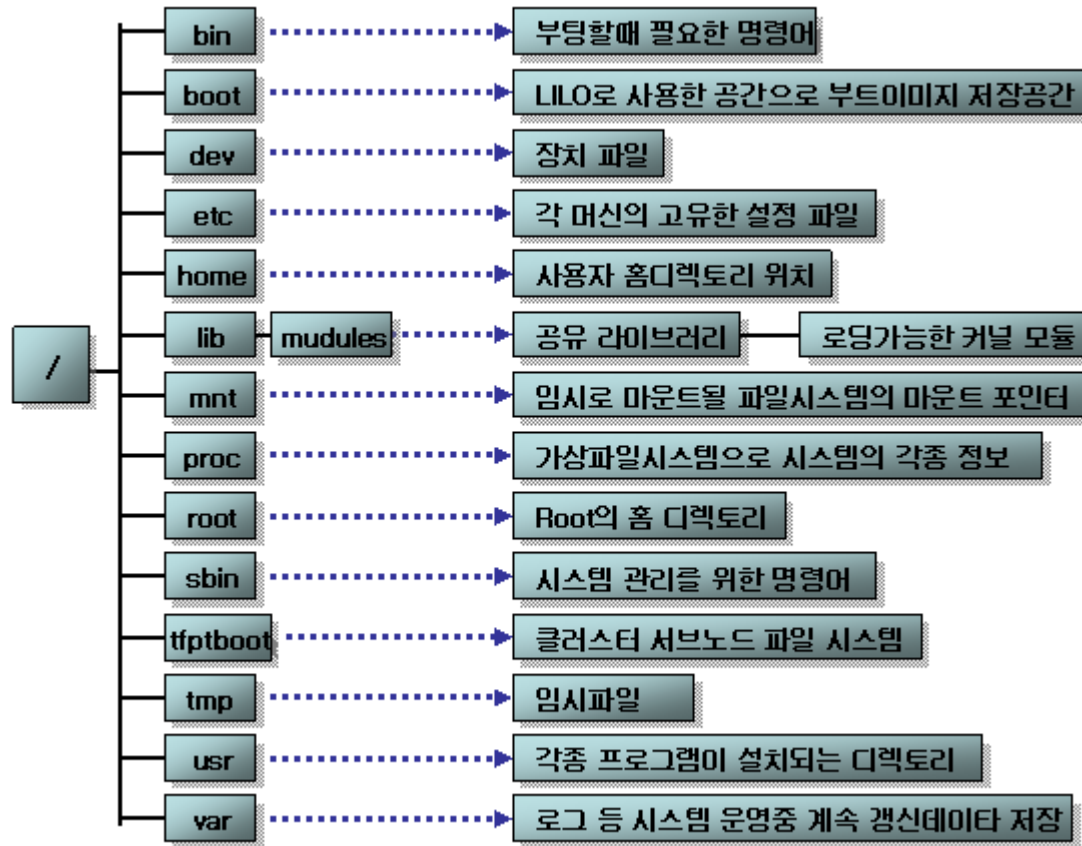 bin 부팅할때 필요한 명령어
boot LILO로 사용한 공간으로 부트이미지 저장공간
dev 장치 파일
etc 각 머신의 고유한 설정 파일
home 사용자 홈디렉토리 위치
/ lib mudules 공유 라이브러리 로딩가능한 커널 모듈
mnt 임시로 마운트될 파일시스템의 마운트 포인터
proc 가상파일시스템으로 시스템의 각종 정보
root Root의 홈 디렉토리
sbin 시스템 관리를 위한 명령어
tfptboot 클러스터 서브노드 파일 시스템
tmp 임시파일
usr 각종 프로그램이 설치되는 디렉토리
var 로그 등 시스템 운영중 계속 갱신데이타 저장